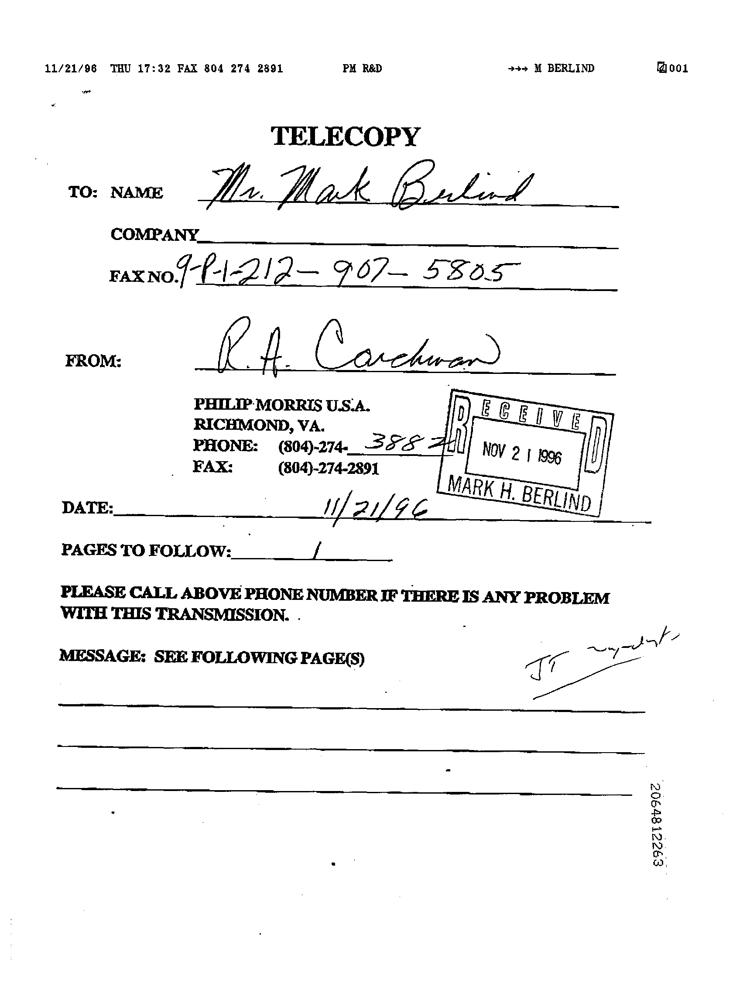 11/21/96 THU 17:32 FAX 804 274 2891 PM R&D →→→ M BERLIND 001
TELECOPY
TO: NAME Mr. Mark Berlind
COMPANY
FAX NO. 9-P-1-212-907-5805
FROM: R.A. Carchman
PHILIP MORRIS U.S.A.
RICHMOND, VA.
PHONE: (804)-274-3882
FAX: (804)-274-2891
RECEIVED
NOV 21 1996
MARK H. BERLIND
DATE: 11/21/96
PAGES TO FOLLOW: 1
PLEASE CALL ABOVE PHONE NUMBER IF THERE IS ANY PROBLEM
WITH THIS TRANSMISSION.
MESSAGE: SEE FOLLOWING PAGE(S)
JT
2064812263